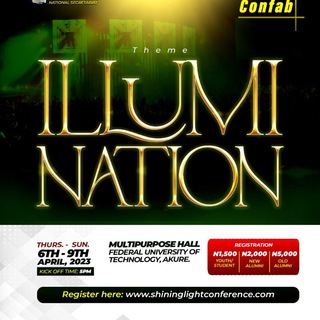 NATIONAL SECRETARIAT
Confab
Theme
ILLUMI
NATION
THURS. - SUN.
6TH - 9TH
APRIL, 2023
KICK OFF TIME: 5PM
MULTIPURPOSE HALL
FEDERAL UNIVERSITY OF
TECHNOLOGY, AKURE.
REGISTRATION
N1,500
YOUTH/
STUDENT
N2,000
NEW
ALUMNI
N5,000
OLD
ALUMNI
Register here: www.shininglightconference.com